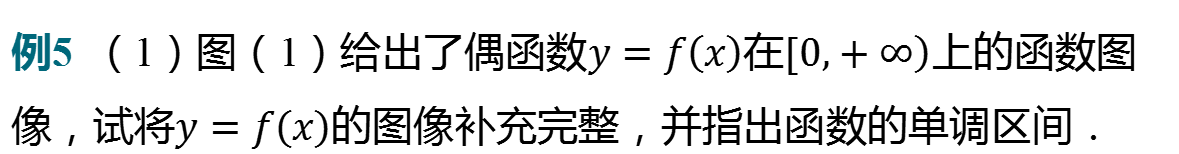 例5 （1）图（1）给出了偶函数y = f(x)在[0, + ∞)上的函数图
像，试将y = f(x)的图像补充完整，并指出函数的单调区间．